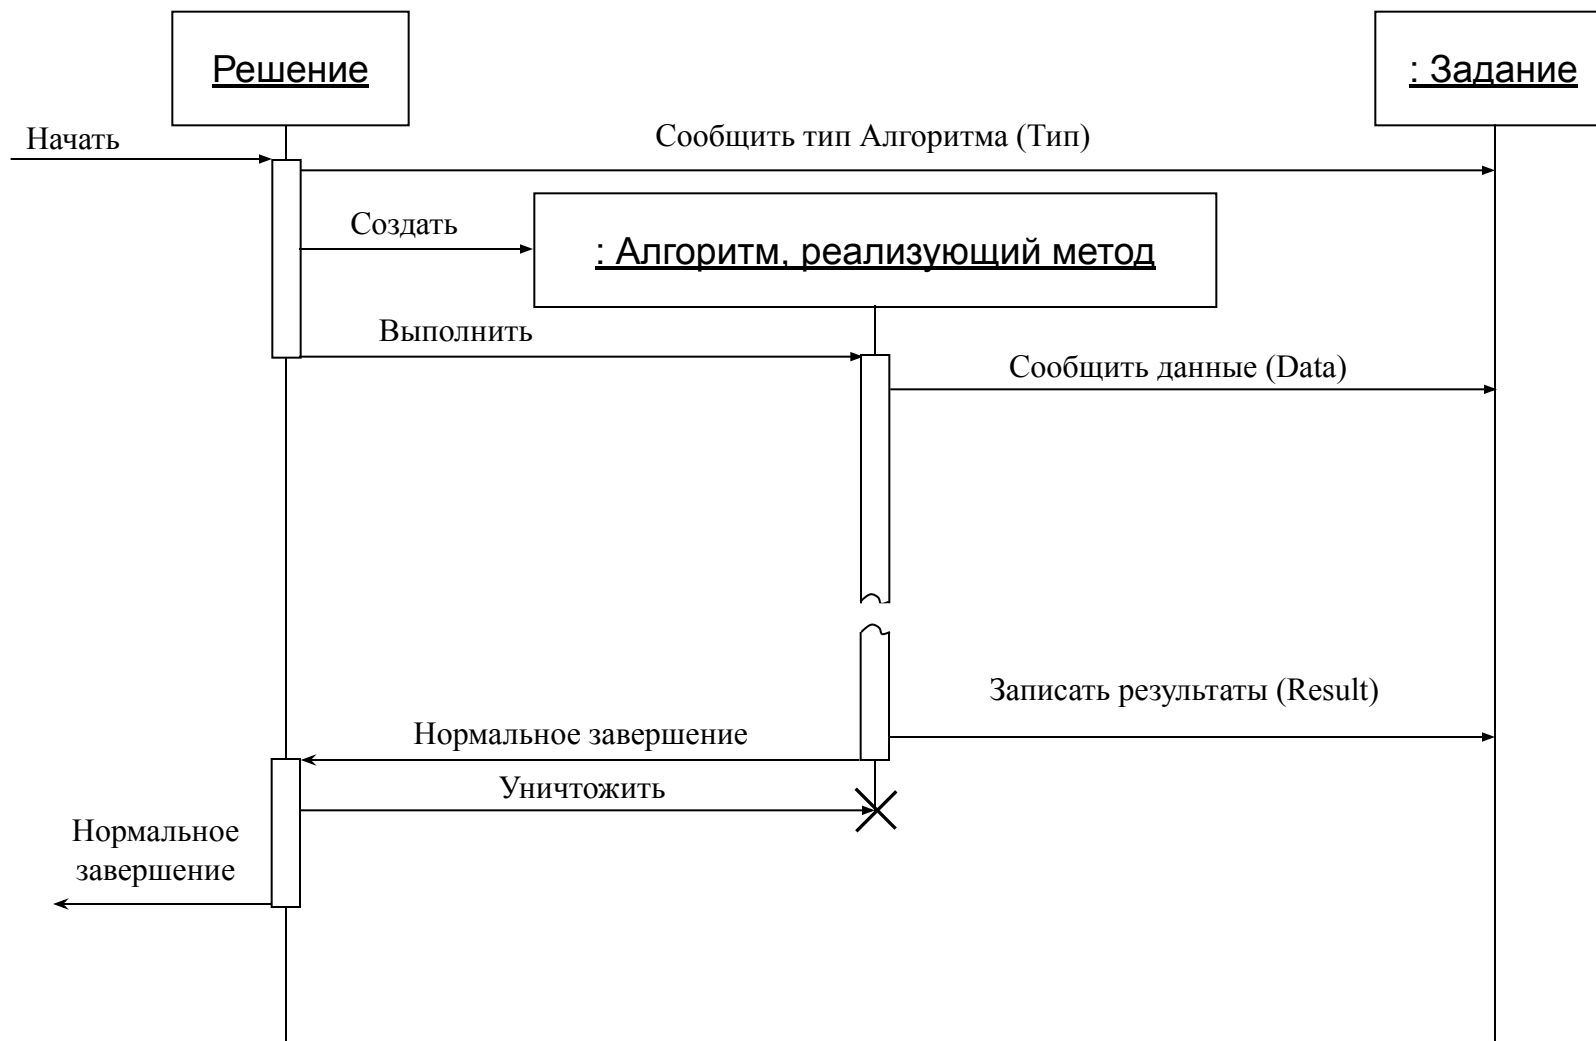 Решение
: Задание
Начать
Сообщить тип Алгоритма (Тип)
Создать
: Алгоритм, реализующий метод
Выполнить
Сообщить данные (Data)
Записать результаты (Result)
Нормальное завершение
Уничтожить
Нормальное
завершение